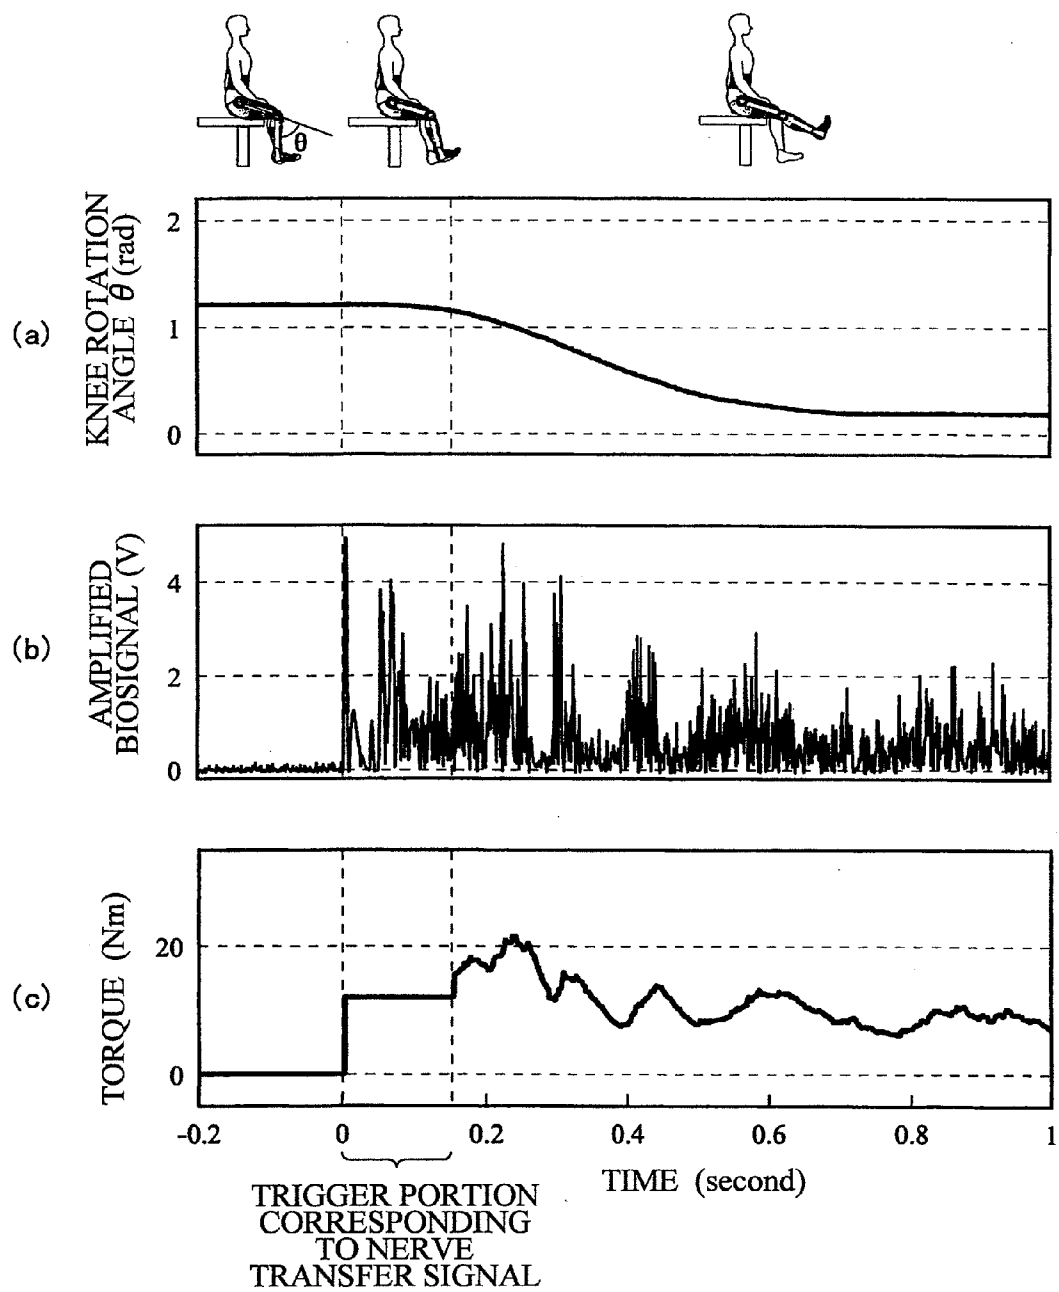 θ
(a)
KNEE ROTATION
ANGLE θ (rad)
2
1
0
(b)
AMPLIFIED
BIOSIGNAL (V)
4
2
0
(c)
TORQUE (Nm)
20
0
-0.2 0 0.2 0.4 0.6 0.8 1
TIME (second)
TRIGGER PORTION
CORRESPONDING
TO NERVE
TRANSFER SIGNAL